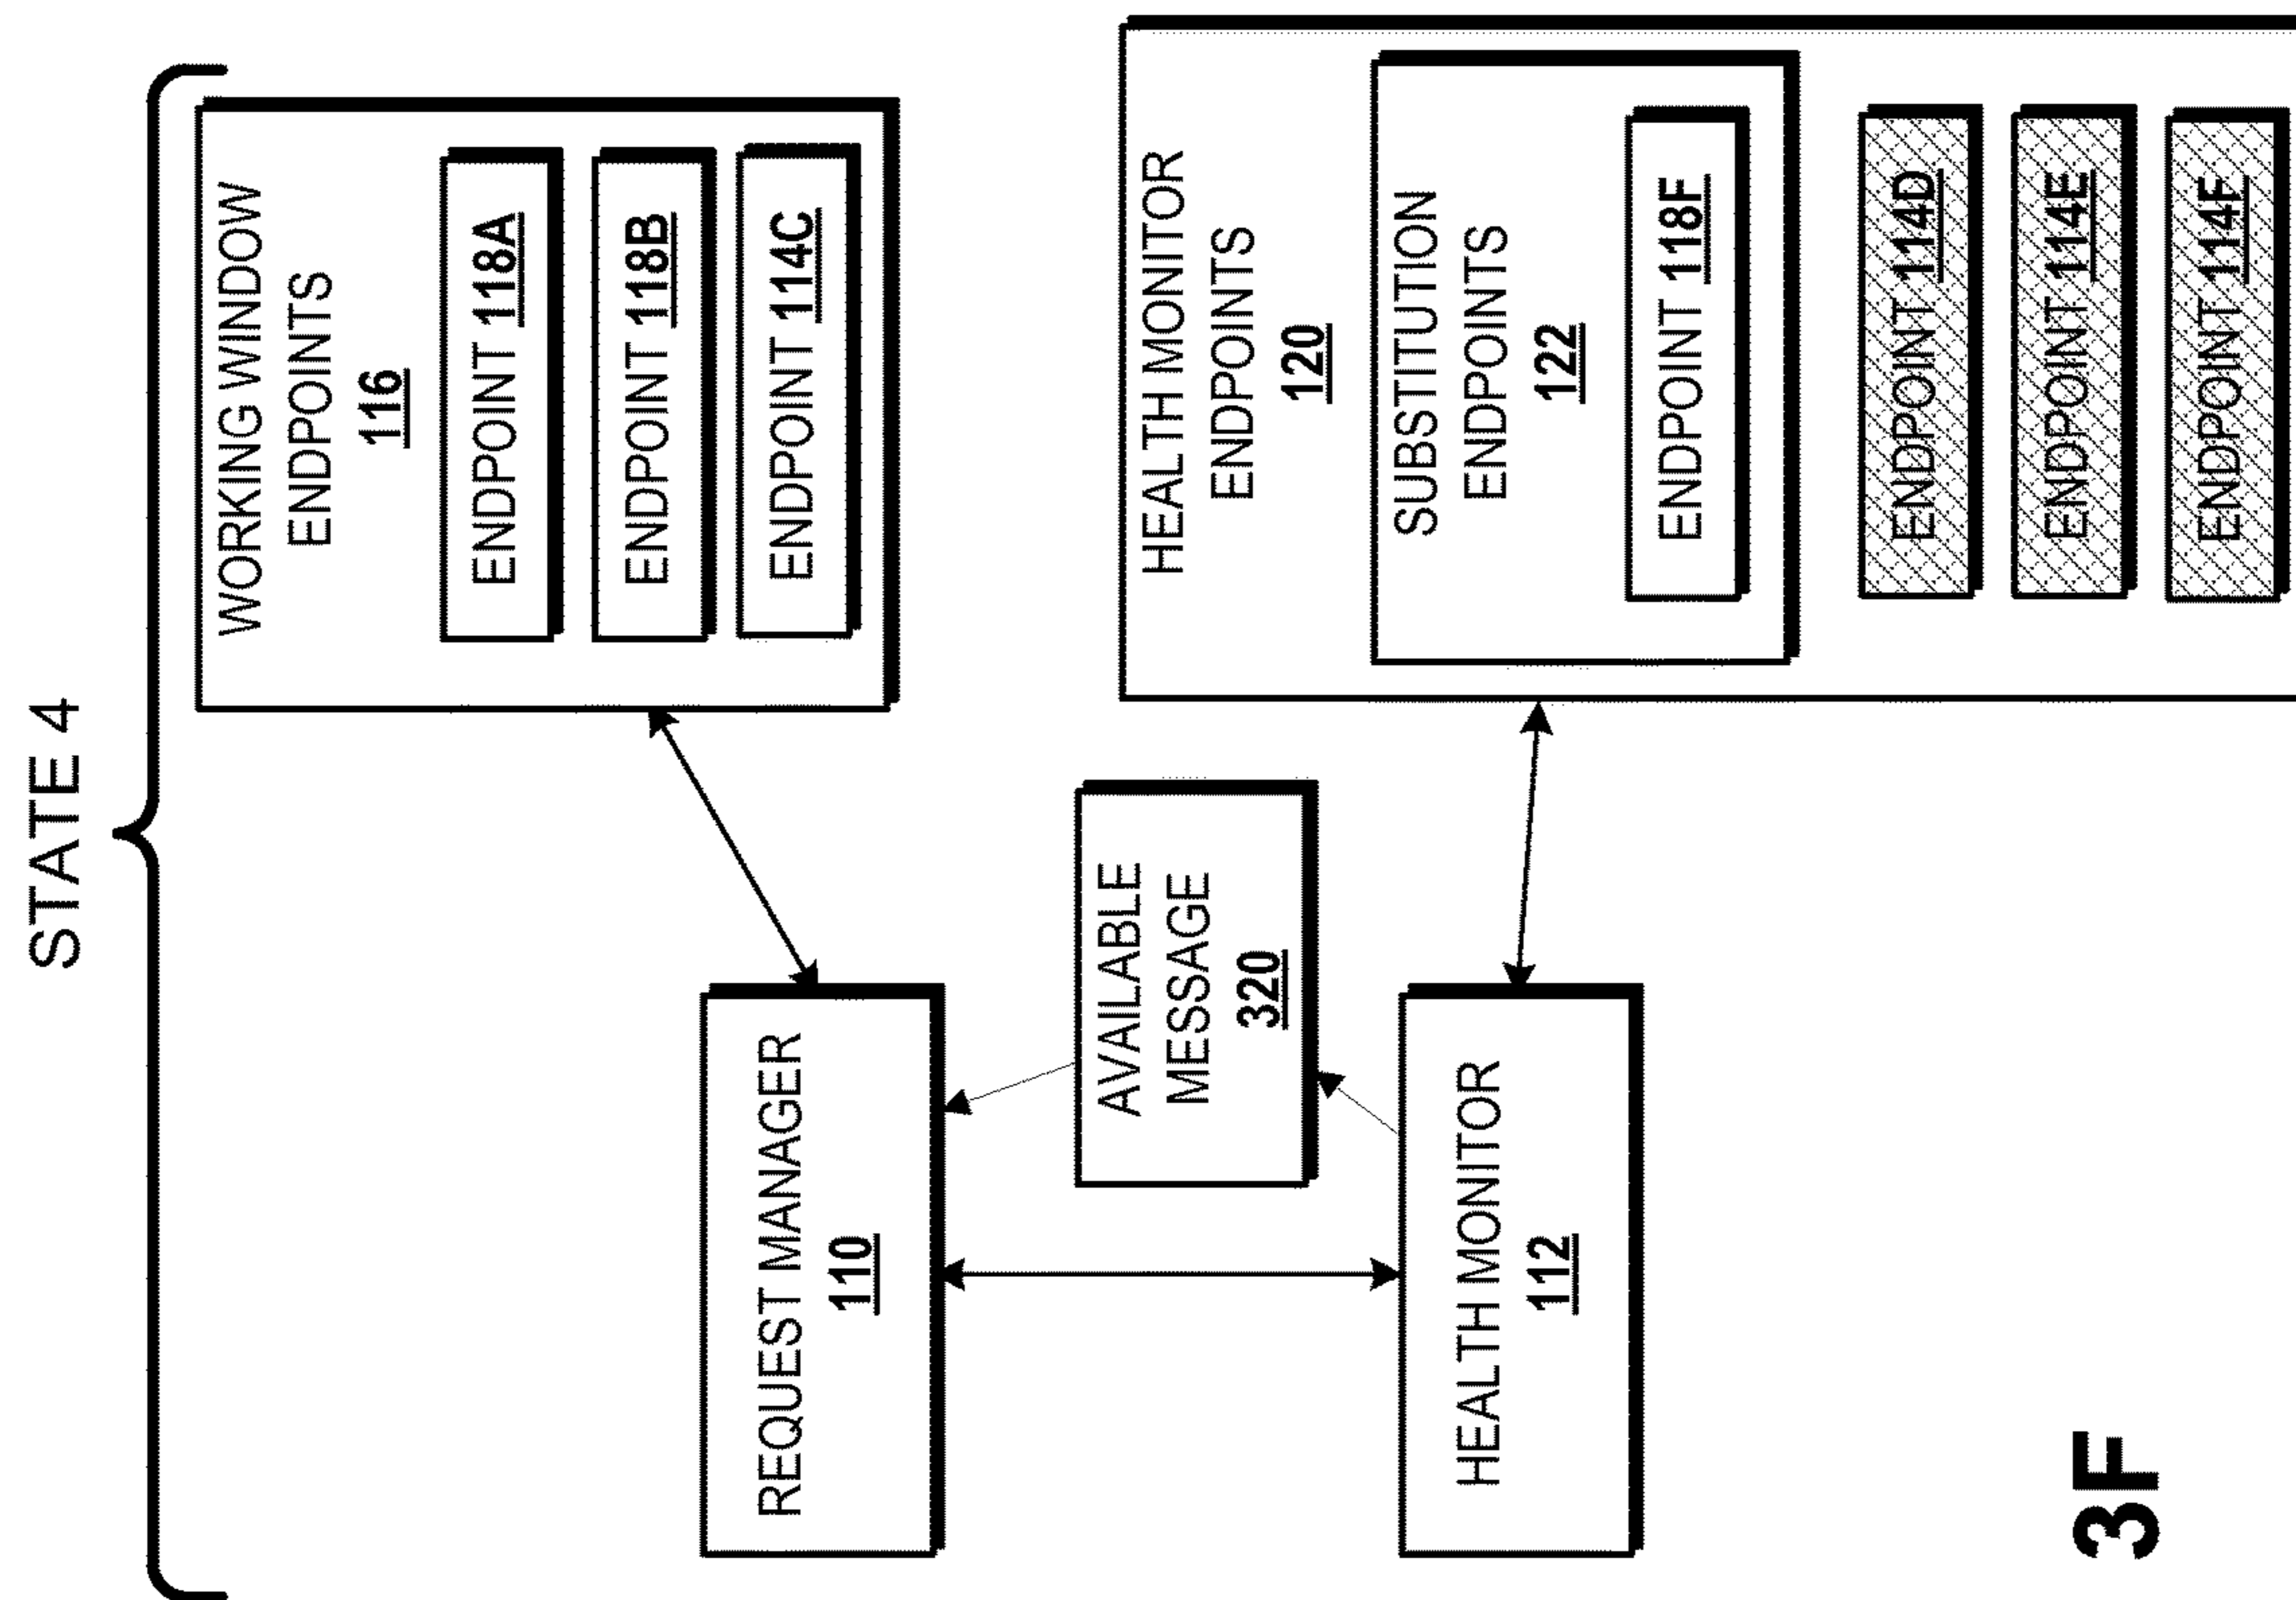 STATE 4
WORKING WINDOW
ENDPOINTS
116
ENDPOINT 118A
ENDPOINT 118B
ENDPOINT 114C
REQUEST MANAGER
110
AVAILABLE
MESSAGE
320
HEALTH MONITOR
112
HEALTH MONITOR
ENDPOINTS
120
SUBSTITUTION
ENDPOINTS
122
ENDPOINT 118F
ENDPOINT 114D
ENDPOINT 114E
ENDPOINT 114F
3F